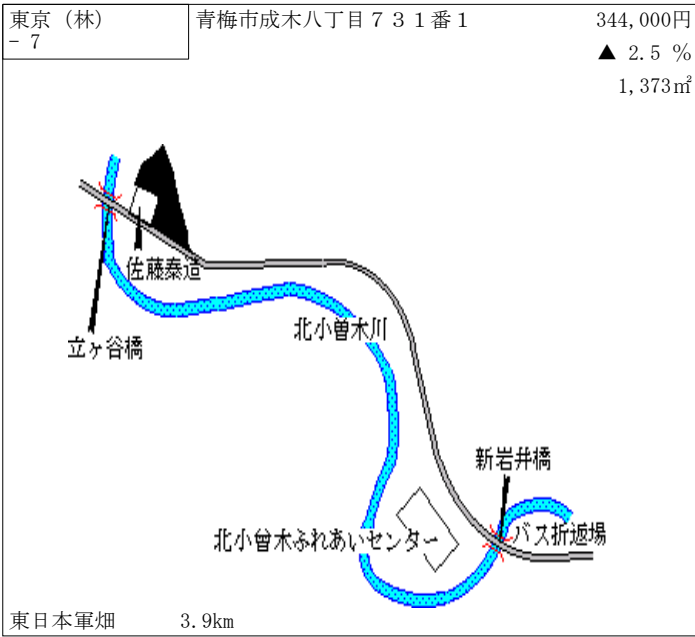 東京（林） 青梅市成木八丁目７３１番１ 344,000円
- 7
▲ 2.5 %
1,373㎡
佐藤泰造
立ヶ谷橋
北小曽木川
新岩井橋
北小曾木ふれあいセンター
バス折返場
東日本軍畑 3.9km